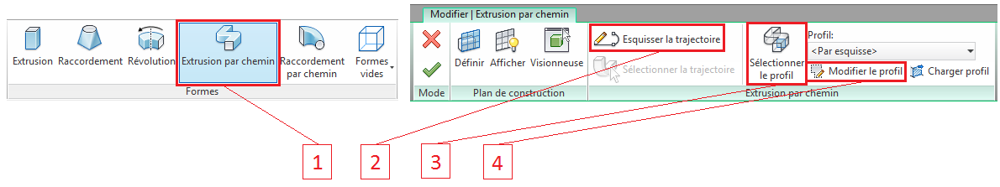 Extrusion
Raccordement
Révolution
Extrusion par chemin
Raccordement
par chemin
Formes
vides
Formes
Modifier | Extrusion par chemin
Définir
Afficher
Visionneuse
Esquisser la trajectoire
Sélectionner la trajectoire
Sélectionner
le profil
Profil:
<Par esquisse>
Modifier le profil
Charger profil
Mode
Plan de construction
Extrusion par chemin
1
2
3
4